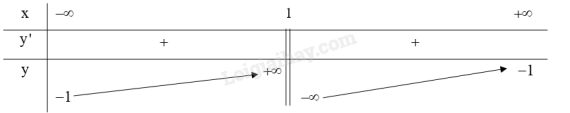 x −∞ 1 +∞
y' + +
y −1 +∞ −∞ −1
Loigiaihay.com